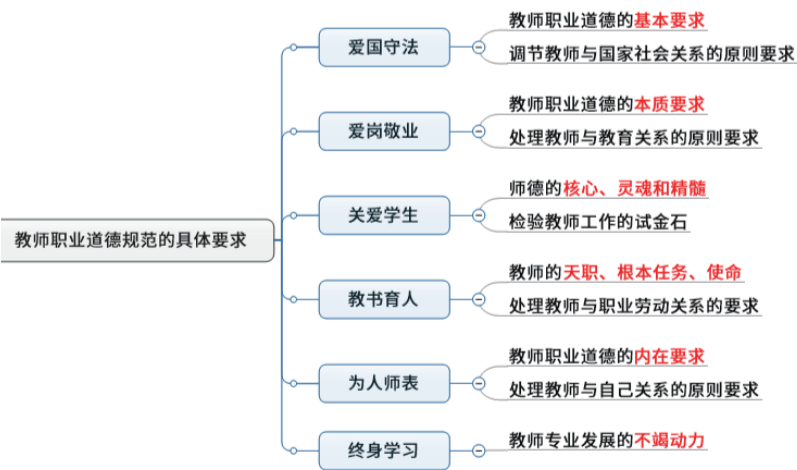 教师职业道德规范的具体要求
爱国守法
教师职业道德的基本要求
调节教师与国家社会关系的原则要求
爱岗敬业
教师职业道德的本质要求
处理教师与教育关系的原则要求
关爱学生
师德的核心、灵魂和精髓
检验教师工作的试金石
教书育人
教师的天职、根本任务、使命
处理教师与职业劳动关系的要求
为人师表
教师职业道德的内在要求
处理教师与自己关系的原则要求
终身学习
教师专业发展的不竭动力